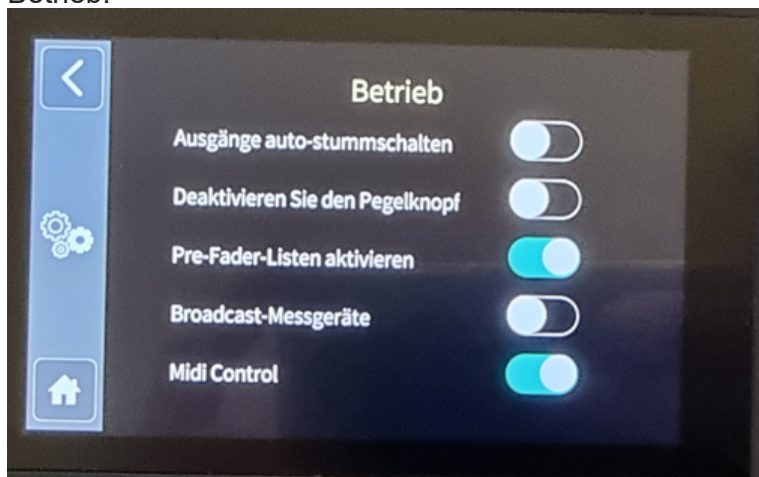 Betrieb.
Betrieb
Ausgänge auto-stummschalten
Deaktivieren Sie den Pegelknopf
Pre-Fader-Listen aktivieren
Broadcast-Messgeräte
Midi Control